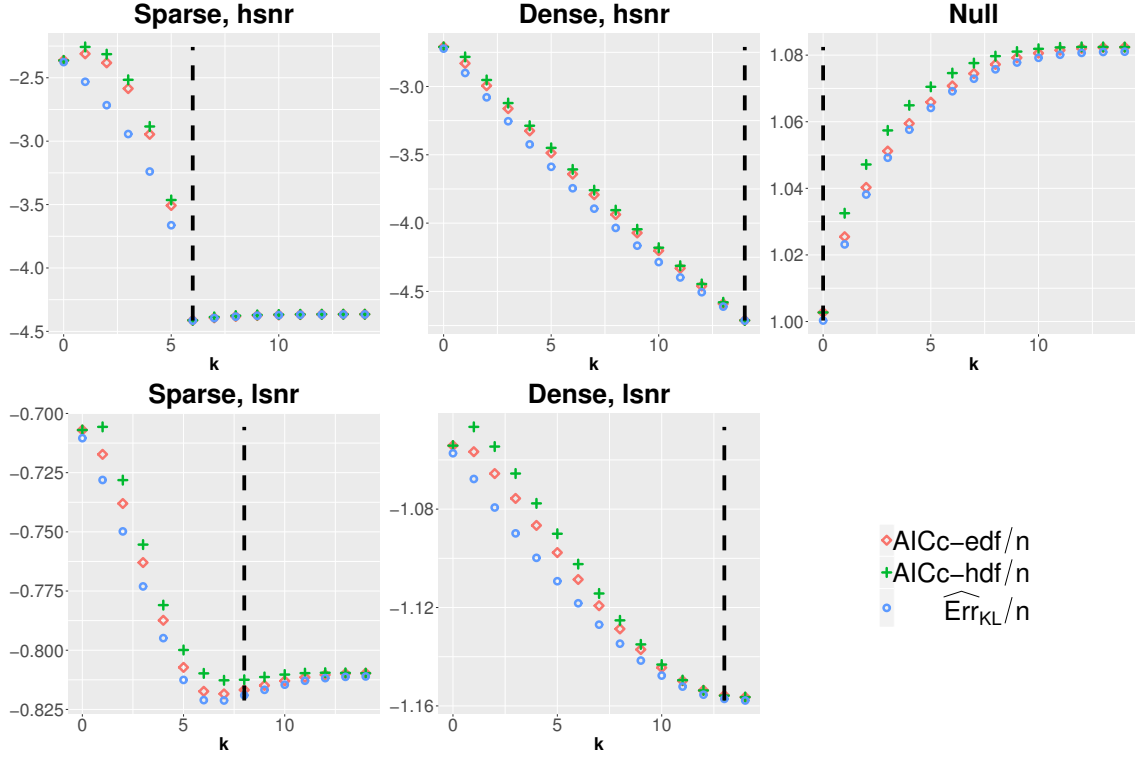 Sparse, hsnr
−2.5
−3.0
−3.5
−4.0
−4.5
0
5
10
k
Dense, hsnr
−3.0
−3.5
−4.0
−4.5
0
5
10
k
Null
1.08
1.06
1.04
1.02
1.00
0
5
10
k
Sparse, lsnr
−0.700
−0.725
−0.750
−0.775
−0.800
−0.825
0
5
10
k
Dense, lsnr
−1.08
−1.12
−1.16
0
5
10
k
AICc−edf/n
AICc−hdf/n
$\widehat{Err}_{KL}$/n